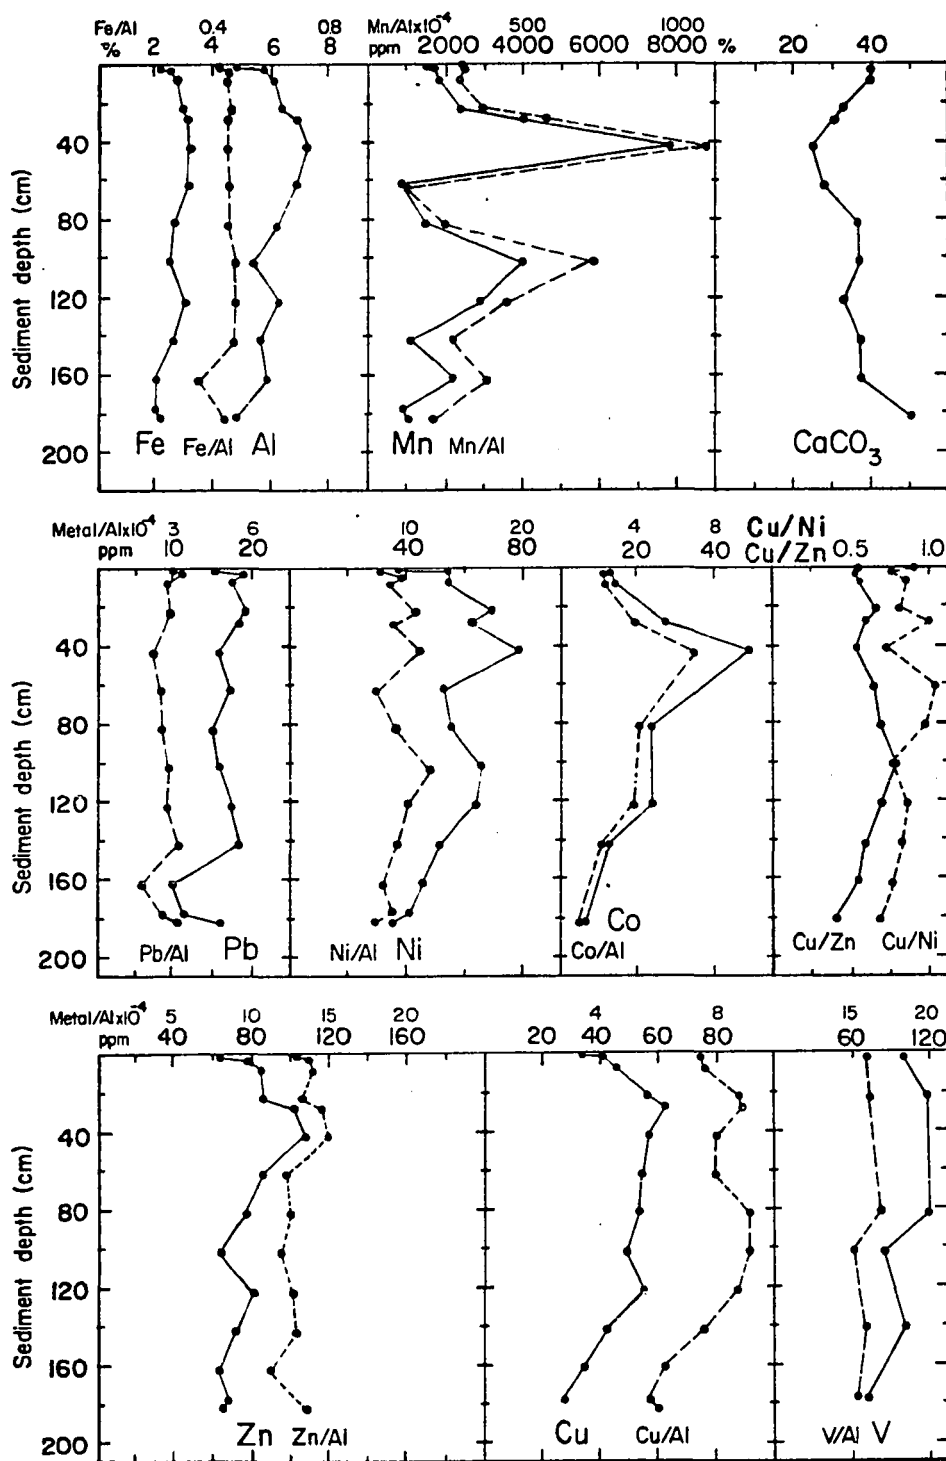 Fe/Al 0.4 0.8
% 2 4 6 8
Mn/Al×10⁻⁴ 500 1000
ppm 2000 4000 6000 8000
% 20 40
Sediment depth (cm)
40
80
120
160
200
Fe Fe/Al Al
Mn Mn/Al
CaCO₃
Metal/Al×10⁻⁴ 3 6
ppm 10 20
10 20
40 80
4 8
20 40
Cu/Ni
Cu/Zn 0.5 1.0
Sediment depth (cm)
0
40
80
120
160
200
Pb/Al Pb
Ni/Al Ni
Co/Al Co
Cu/Zn Cu/Ni
Metal/Al×10⁻⁴ 5 10 15 20
ppm 40 80 120 160
4 8
20 40 60 80
15 20
60 120
Sediment depth (cm)
0
40
80
120
160
200
Zn Zn/Al
Cu Cu/Al
V/Al V